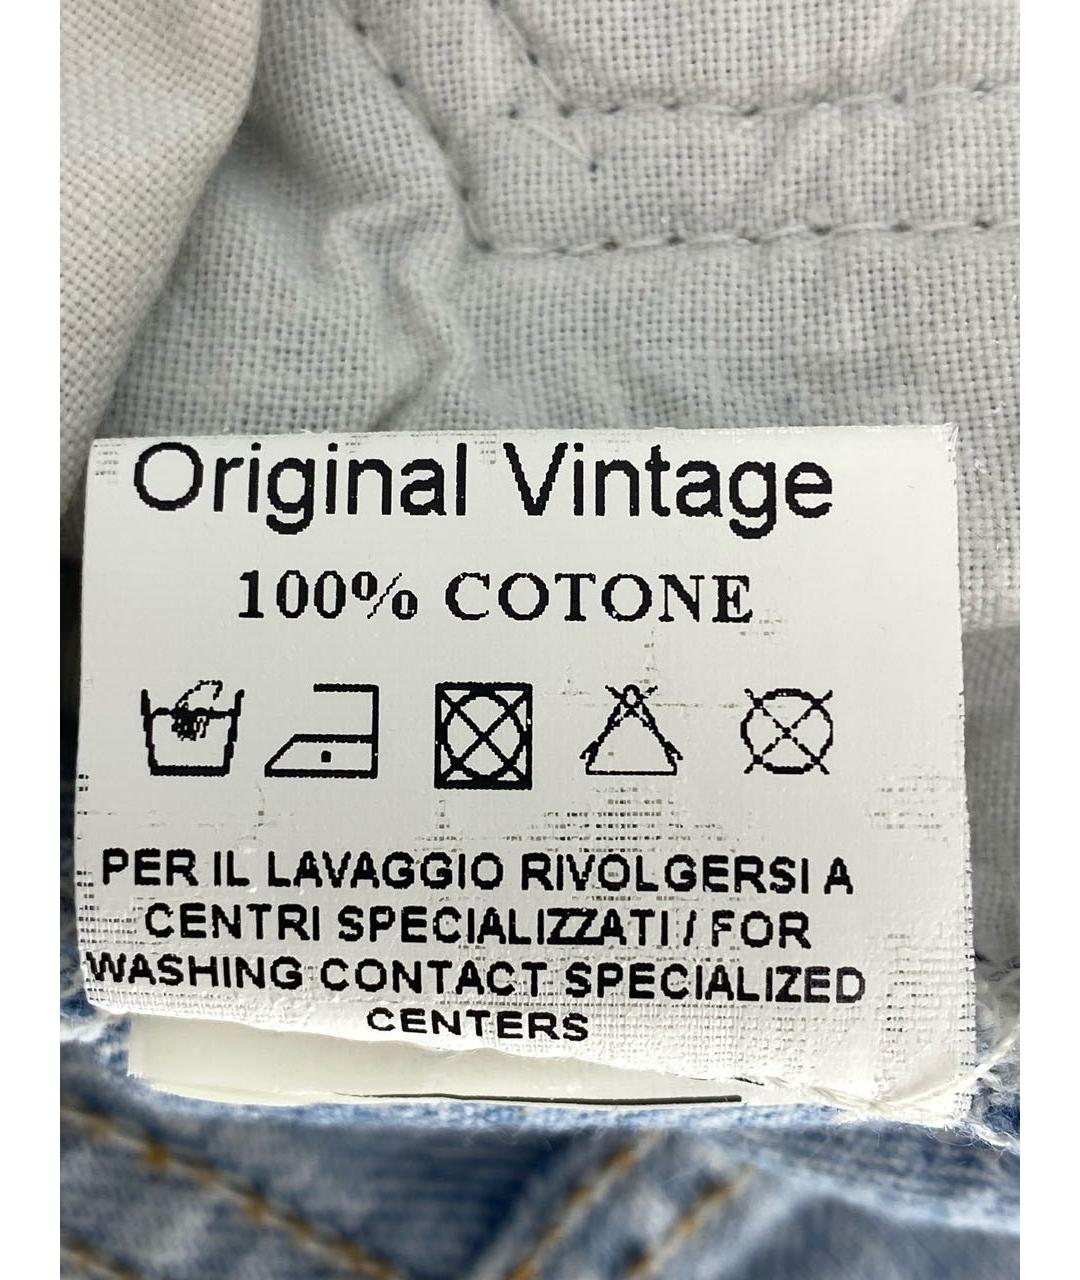 Original Vintage
100% COTONE
PER IL LAVAGGIO RIVOLGERSI A
CENTRI SPECIALIZZATI / FOR
WASHING CONTACT SPECIALIZED
CENTERS